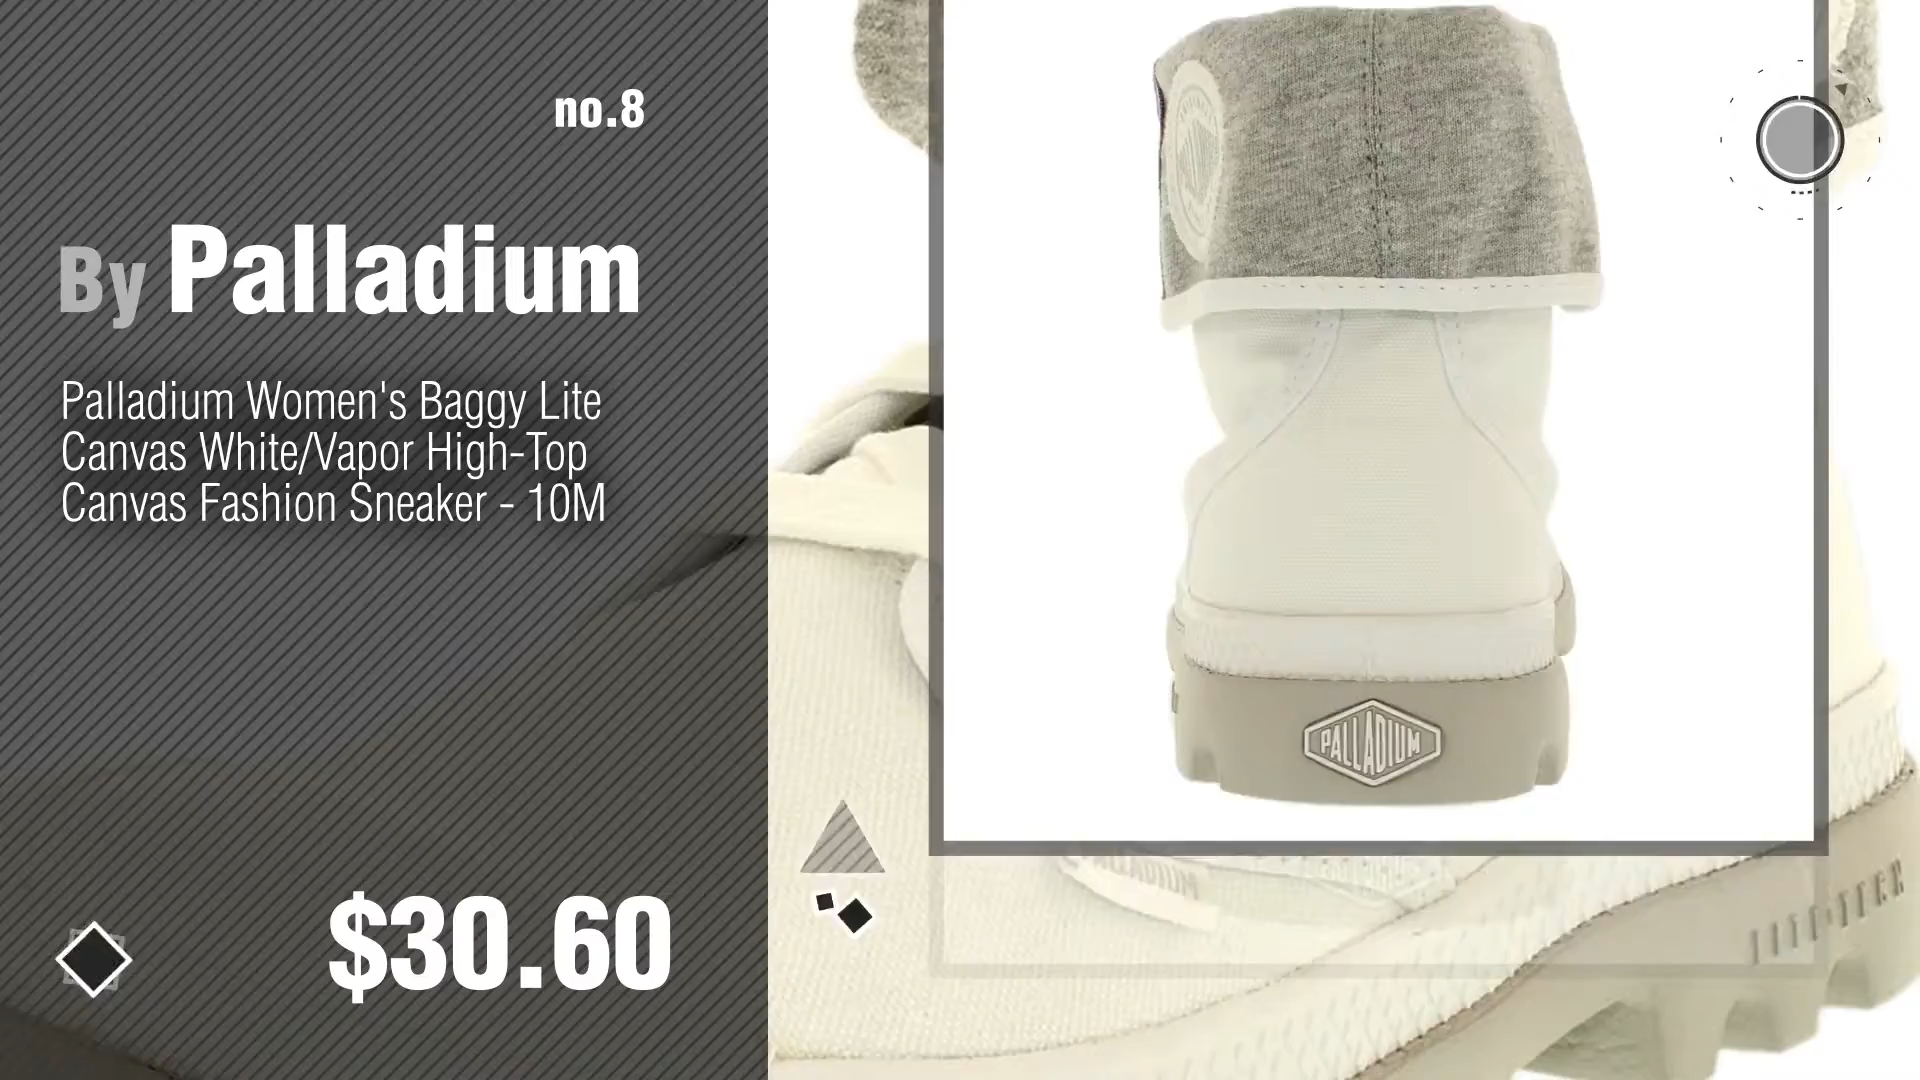 no.8
By Palladium
Palladium Women's Baggy Lite
Canvas White/Vapor High-Top
Canvas Fashion Sneaker - 10M
$30.60
PALLADIUM
PALLADIUM